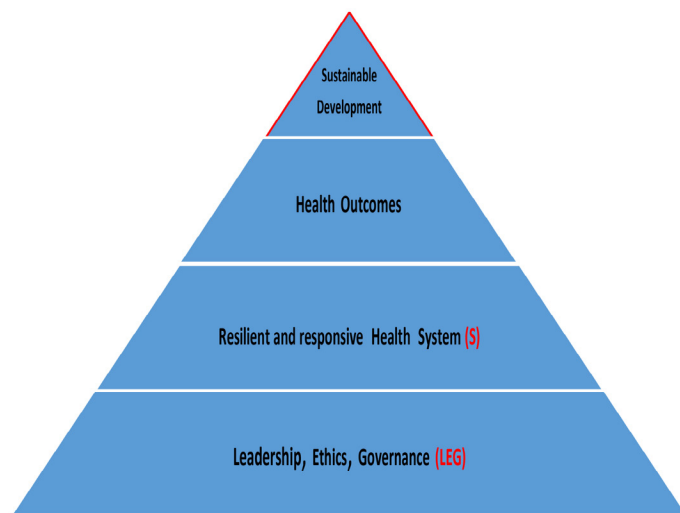 Sustainable
Development
Health Outcomes
Resilient and responsive Health System (S)
Leadership, Ethics, Governance (LEG)